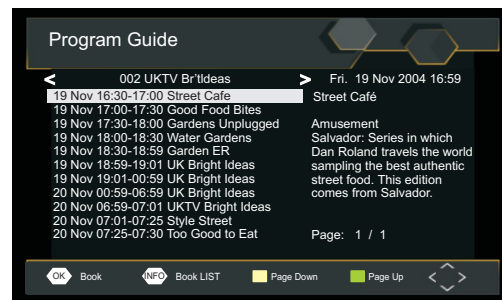 Program Guide
< 002 UKTV Br'tIdeas > Fri. 19 Nov 2004 16:59
19 Nov 16:30-17:00 Street Cafe
19 Nov 17:00-17:30 Good Food Bites
19 Nov 17:30-18:00 Gardens Unplugged
19 Nov 18:00-18:30 Water Gardens
19 Nov 18:30-18:59 Garden ER
19 Nov 18:59-19:01 UK Bright Ideas
19 Nov 19:01-00:59 UK Bright Ideas
20 Nov 00:59-06:59 UK Bright Ideas
20 Nov 06:59-07:01 UKTV Bright Ideas
20 Nov 07:01-07:25 Style Street
20 Nov 07:25-07:30 Too Good to Eat
Street Café
Amusement
Salvador: Series in which
Dan Roland travels the world
sampling the best authentic
street food. This edition
comes from Salvador.
Page: 1 / 1
OK Book INFO Book LIST Page Down Page Up